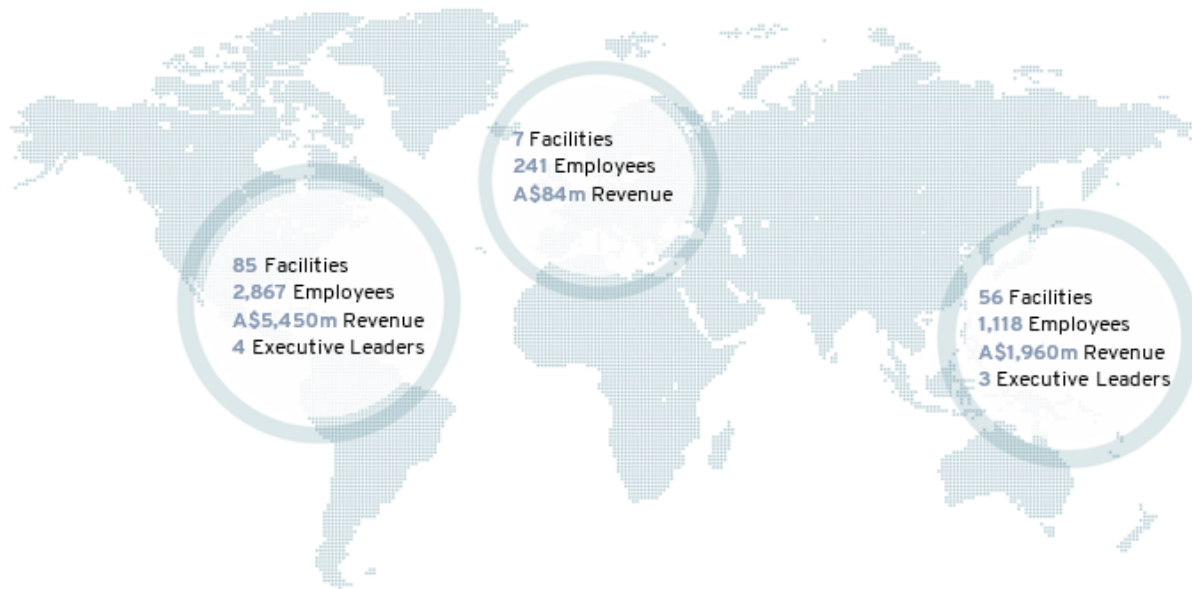 7 Facilities
241 Employees
A$84m Revenue
85 Facilities
2,867 Employees
A$5,450m Revenue
4 Executive Leaders
56 Facilities
1,118 Employees
A$1,960m Revenue
3 Executive Leaders